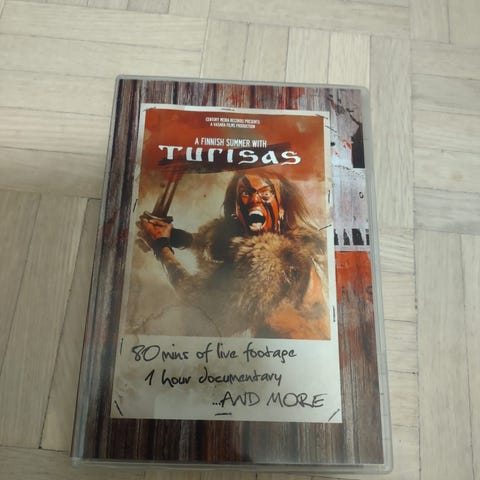 CENTURY MEDIA RECORDS PRESENTS
A VASARA FILMS PRODUCTION
A FINNISH SUMMER WITH
TURISAS
80 mins of live footage
1 hour documentary
...AND MORE